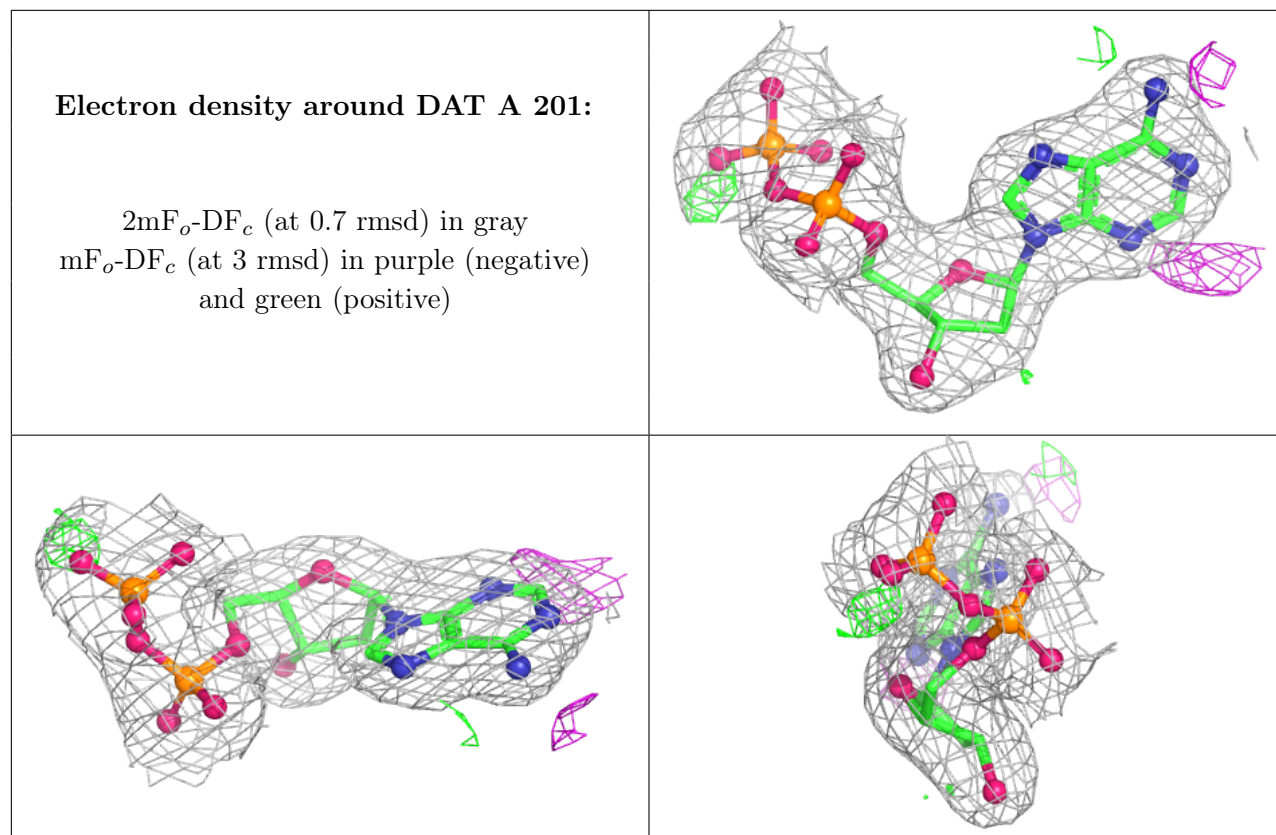 Electron density around DAT A 201:
2mFo-DFc (at 0.7 rmsd) in gray
mFo-DFc (at 3 rmsd) in purple (negative)
and green (positive)